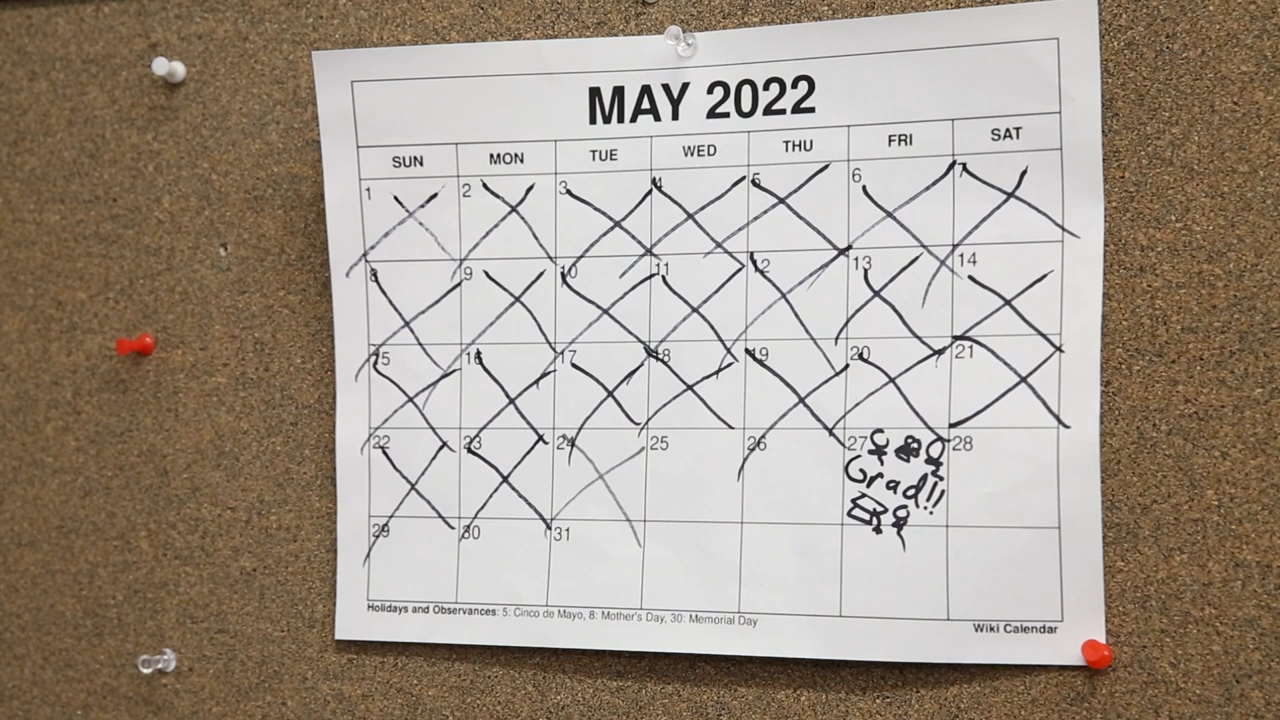 MAY 2022
SUN MON TUE WED THU FRI SAT
1 2 3 4 5 6 7
8 9 10 11 12 13 14
15 16 17 18 19 20 21
22 23 24 25 26 27 28
Grad!!
29 30 31
Holidays and Observances: 5: Cinco de Mayo, 8: Mother's Day, 30: Memorial Day
Wiki Calendar